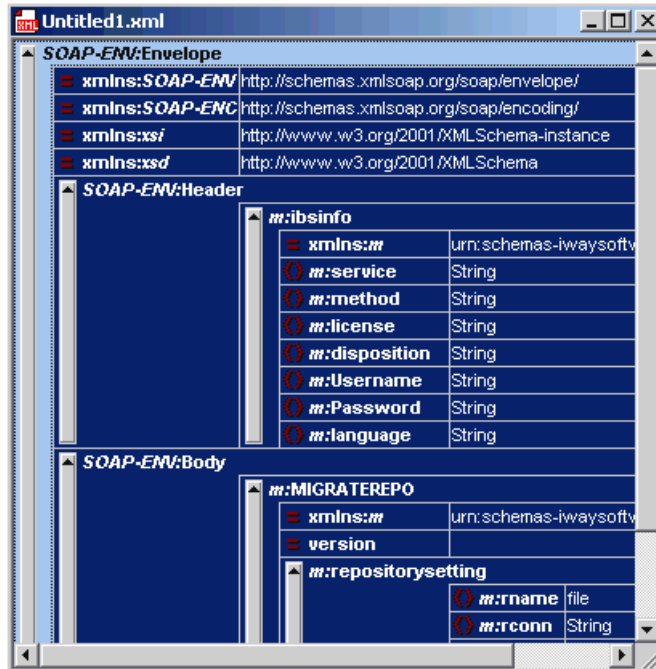 Untitled1.xml
SOAP-ENV:Envelope
xmlns:SOAP-ENV http://schemas.xmlsoap.org/soap/envelope/
xmlns:SOAP-ENC http://schemas.xmlsoap.org/soap/encoding/
xmlns:xsi http://www.w3.org/2001/XMLSchema-instance
xmlns:xsd http://www.w3.org/2001/XMLSchema
SOAP-ENV:Header
m:ibsinfo
xmlns:m urn:schemas-iwaysoftw
m:service String
m:method String
m:license String
m:disposition String
m:Username String
m:Password String
m:language String
SOAP-ENV:Body
m:MIGRATEREPO
xmlns:m urn:schemas-iwaysoftw
version
m:repositorysetting
m:rname file
m:rconn String